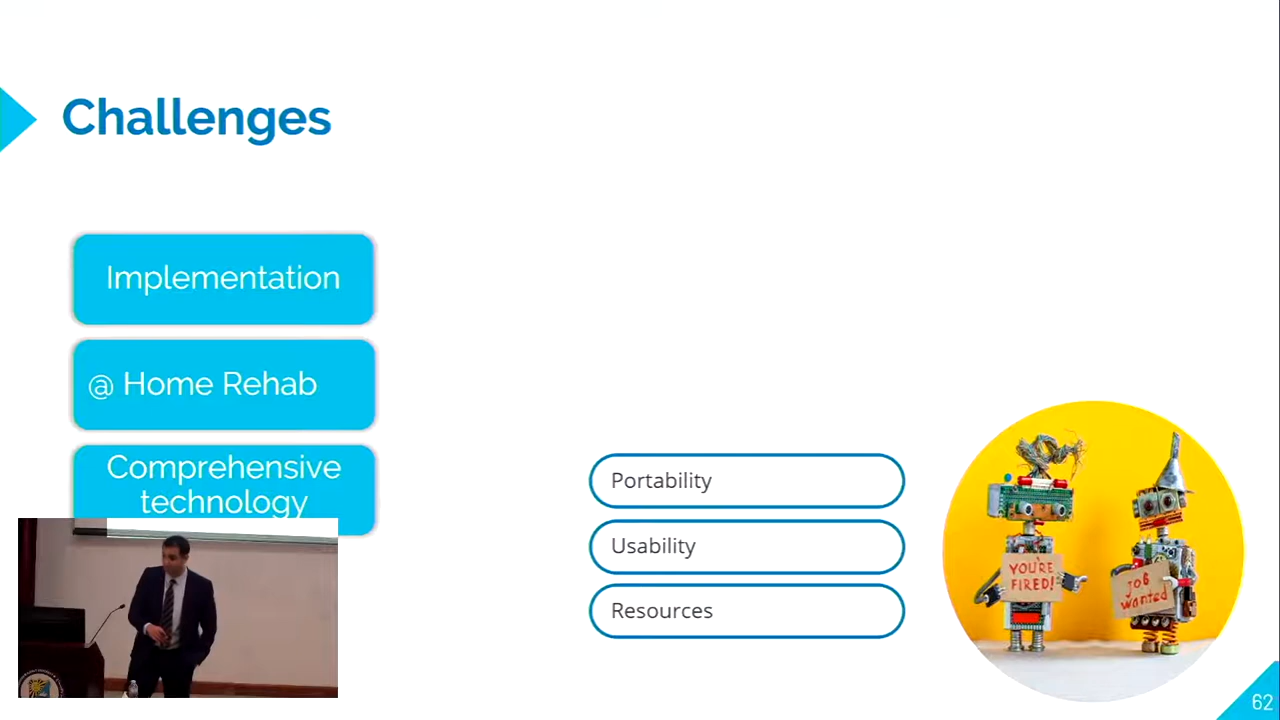 Challenges
Implementation
@ Home Rehab
Comprehensive
technology
Portability
Usability
Resources
YOU'RE
FIRED!
job
wanted
62